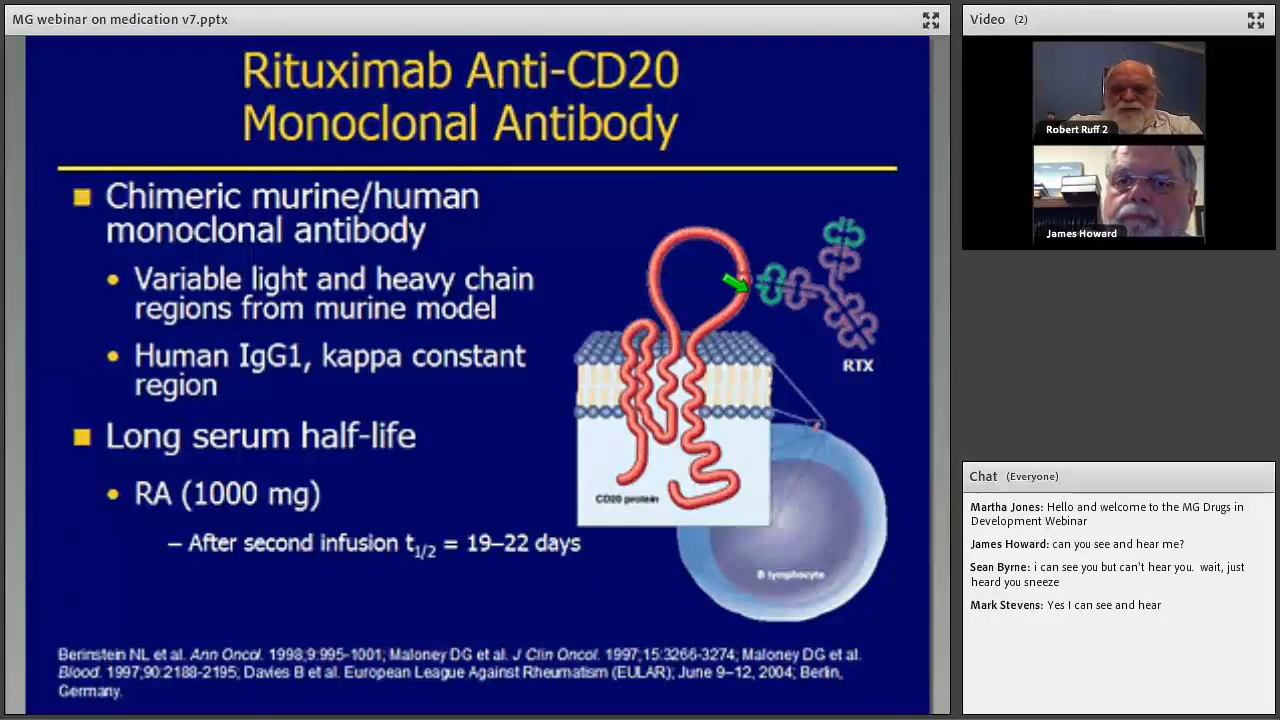 MG webinar on medication v7.pptx
Rituximab Anti-CD20
Monoclonal Antibody
Chimeric murine/human
monoclonal antibody
Variable light and heavy chain
regions from murine model
Human IgG1, kappa constant
region
Long serum half-life
RA (1000 mg)
– After second infusion t1/2 = 19–22 days
RTX
CD20 protein
B lymphocyte
Berinstein NL et al. Ann Oncol. 1998;9:995-1001; Maloney DG et al. J Clin Oncol. 1997;15:3266-3274; Maloney DG et al.
Blood. 1997;90:2188-2195; Davies B et al. European League Against Rheumatism (EULAR); June 9–12, 2004; Berlin,
Germany.
Video (2)
Robert Ruff 2
James Howard
Chat (Everyone)
Martha Jones: Hello and welcome to the MG Drugs in
Development Webinar
James Howard: can you see and hear me?
Sean Byrne: i can see you but can't hear you. wait, just
heard you sneeze
Mark Stevens: Yes I can see and hear